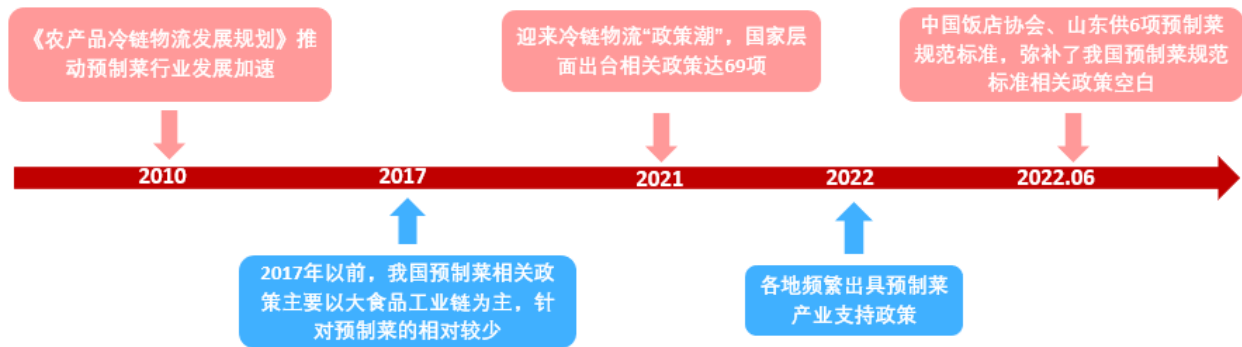 《农产品冷链物流发展规划》推
动预制菜行业发展加速
迎来冷链物流“政策潮”，国家层
面出台相关政策达69项
中国饭店协会、山东供6项预制菜
规范标准，弥补了我国预制菜规范
标准相关政策空白
2010
2017
2021
2022
2022.06
2017年以前，我国预制菜相关政
策主要以大食品工业链为主，针
对预制菜的相对较少
各地频繁出具预制菜
产业支持政策